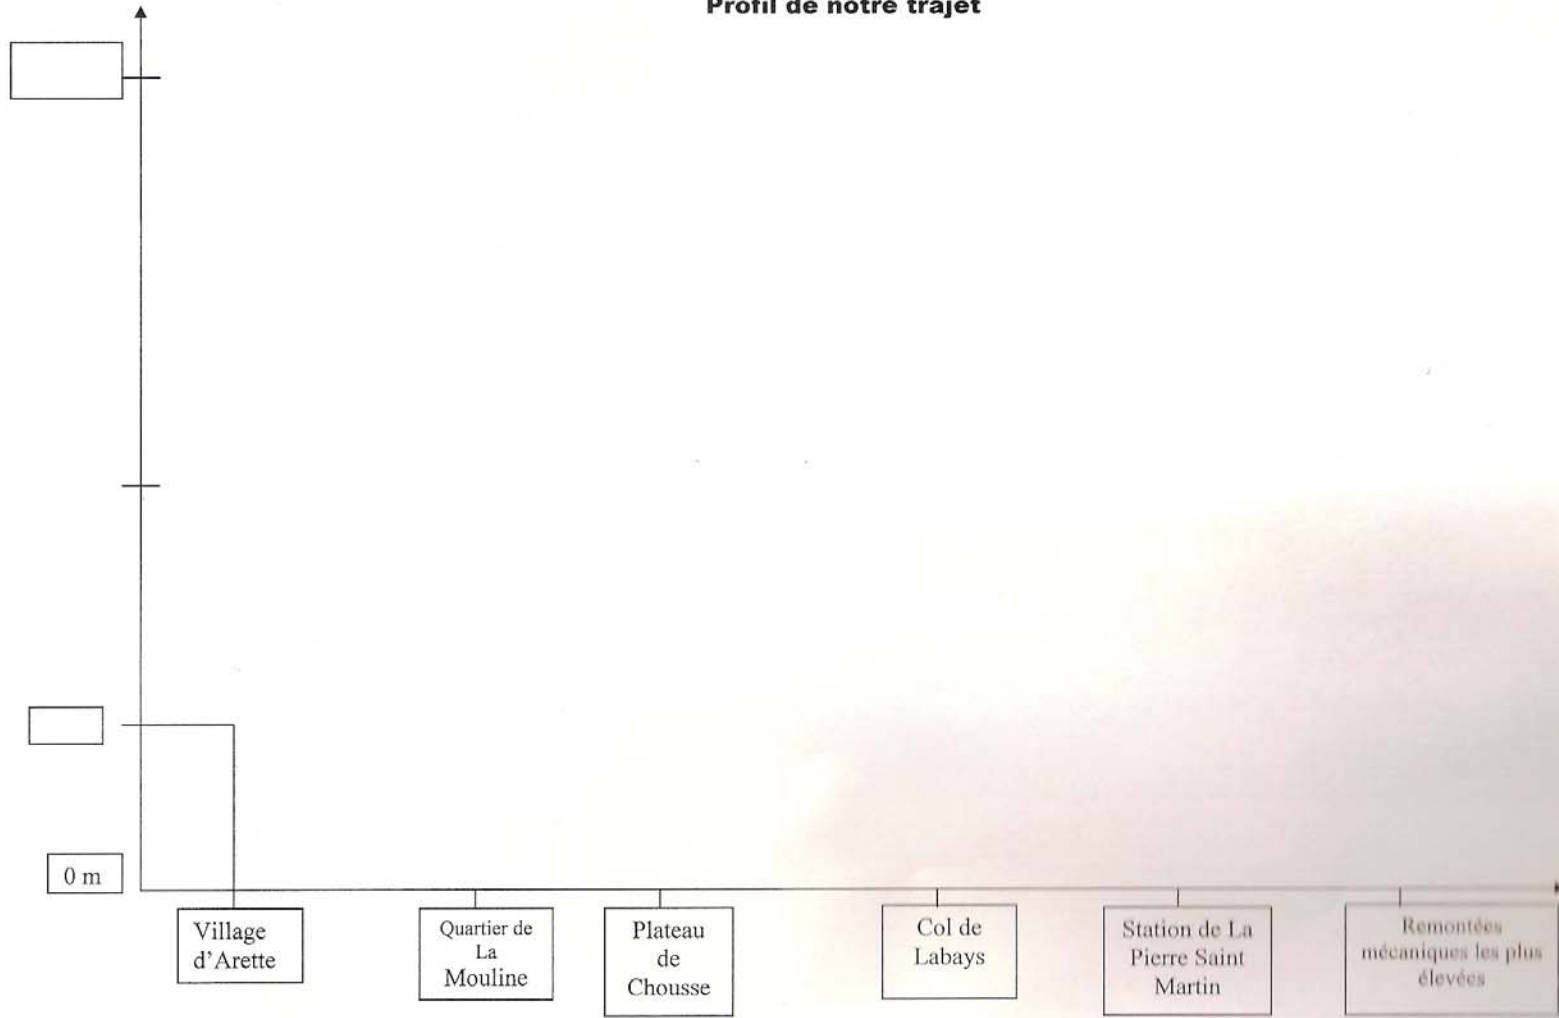 Profil de notre trajet
0 m
Village
d'Arette
Quartier de
La
Mouline
Plateau
de
Chousse
Col de
Labays
Station de La
Pierre Saint
Martin
Remontées
mécaniques les plus
élevées